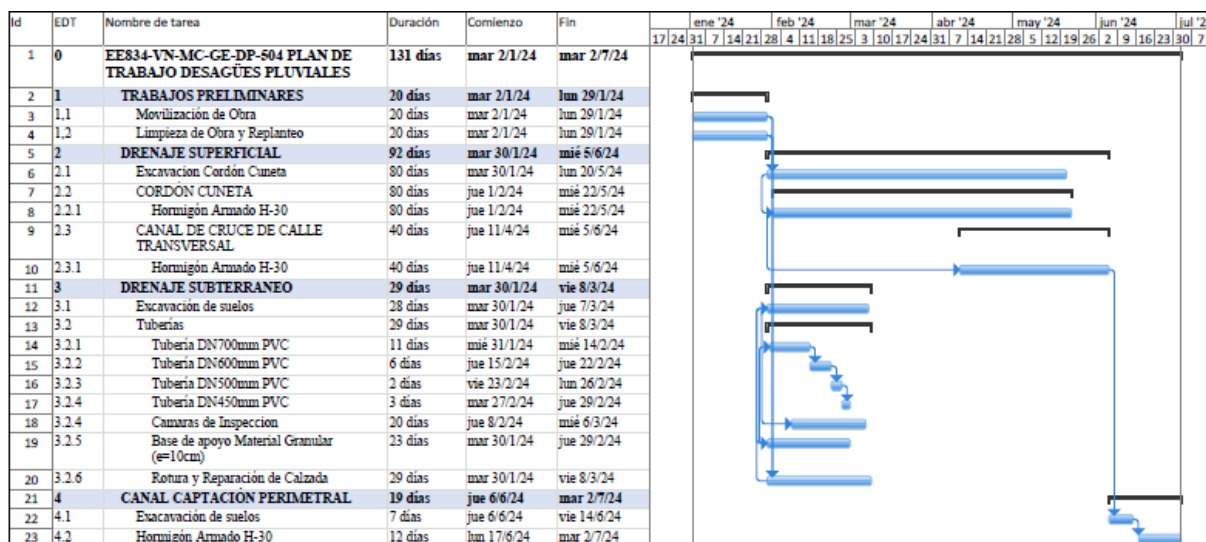 Id EDT Nombre de tarea Duración Comienzo Fin ene '24 feb '24 mar '24 abr '24 may '24 jun '24 jul '2
17 24 31 7 14 21 28 4 11 18 25 3 10 17 24 31 7 14 21 28 5 12 19 26 2 9 16 23 30 7
1 0 EE834-VN-MC-GE-DP-504 PLAN DE 131 días mar 2/1/24 mar 2/7/24
TRABAJO DESAGÜES PLUVIALES
2 1 TRABAJOS PRELIMINARES 20 días mar 2/1/24 lun 29/1/24
3 1,1 Movilización de Obra 20 días mar 2/1/24 lun 29/1/24
4 1,2 Limpieza de Obra y Replanteo 20 días mar 2/1/24 lun 29/1/24
5 2 DRENAJE SUPERFICIAL 92 días mar 30/1/24 mié 5/6/24
6 2.1 Excavacion Cordón Cuneta 80 días mar 30/1/24 lun 20/5/24
7 2.2 CORDÓN CUNETA 80 días jue 1/2/24 mié 22/5/24
8 2.2.1 Hormigón Armado H-30 80 días jue 1/2/24 mié 22/5/24
9 2.3 CANAL DE CRUCE DE CALLE 40 días jue 11/4/24 mié 5/6/24
TRANSVERSAL
10 2.3.1 Hormigón Armado H-30 40 días jue 11/4/24 mié 5/6/24
11 3 DRENAJE SUBTERRANEO 29 días mar 30/1/24 vie 8/3/24
12 3.1 Excavación de suelos 28 días mar 30/1/24 jue 7/3/24
13 3.2 Tuberías 29 días mar 30/1/24 vie 8/3/24
14 3.2.1 Tubería DN700mm PVC 11 días mié 31/1/24 mié 14/2/24
15 3.2.2 Tubería DN600mm PVC 6 días jue 15/2/24 jue 22/2/24
16 3.2.3 Tubería DN500mm PVC 2 días vie 23/2/24 lun 26/2/24
17 3.2.4 Tubería DN450mm PVC 3 días mar 27/2/24 jue 29/2/24
18 3.2.4 Camaras de Inspeccion 20 días jue 8/2/24 mié 6/3/24
19 3.2.5 Base de apoyo Material Granular 23 días mar 30/1/24 jue 29/2/24
(e=10cm)
20 3.2.6 Rotura y Reparación de Calzada 29 días mar 30/1/24 vie 8/3/24
21 4 CANAL CAPTACIÓN PERIMETRAL 19 días jue 6/6/24 mar 2/7/24
22 4.1 Exacavación de suelos 7 días jue 6/6/24 vie 14/6/24
23 4.2 Hormigón Armado H-30 12 días lun 17/6/24 mar 2/7/24